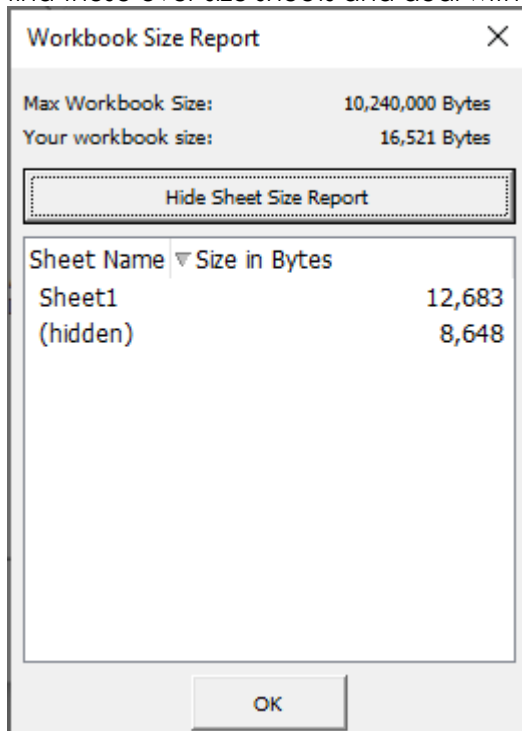 Workbook Size Report
Max Workbook Size: 10,240,000 Bytes
Your workbook size: 16,521 Bytes
Hide Sheet Size Report
Sheet Name Size in Bytes
Sheet1 12,683
(hidden) 8,648
OK